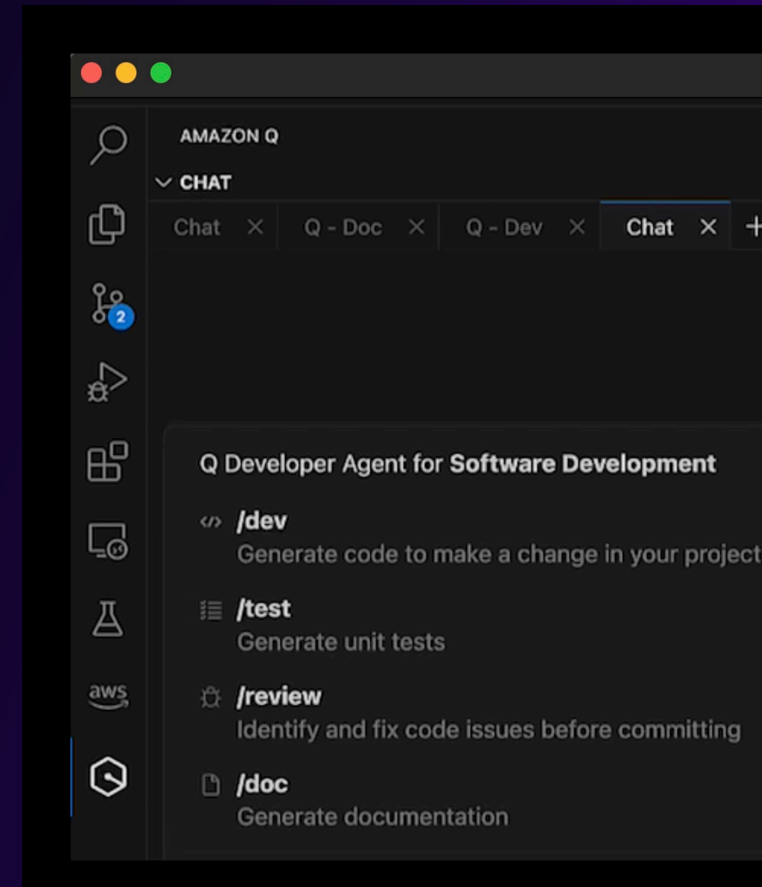 AMAZON Q
CHAT
Chat
Q - Doc
Q - Dev
Chat
2
Q Developer Agent for Software Development
/dev
Generate code to make a change in your project
/test
Generate unit tests
/review
Identify and fix code issues before committing
aws
/doc
Generate documentation